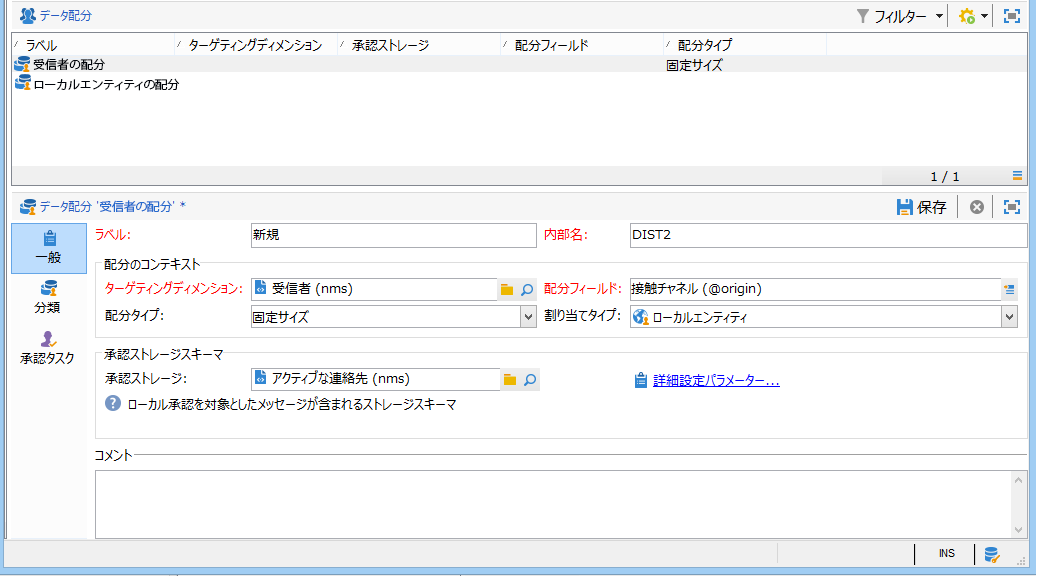 データ配分 フィルター
ラベル ターゲティングディメンション 承認ストレージ 配分フィールド 配分タイプ
受信者の配分 固定サイズ
ローカルエンティティの配分
1 / 1
データ配分 '受信者の配分' * 保存
一般
分類
承認タスク
ラベル: 新規 内部名: DIST2
配分のコンテキスト
ターゲティングディメンション: 受信者 (nms) 配分フィールド: 接触チャネル (@origin)
配分タイプ: 固定サイズ 割り当てタイプ: ローカルエンティティ
承認ストレージスキーマ
承認ストレージ: アクティブな連絡先 (nms) 詳細設定パラメーター...
? ローカル承認を対象としたメッセージが含まれるストレージスキーマ
コメント
INS